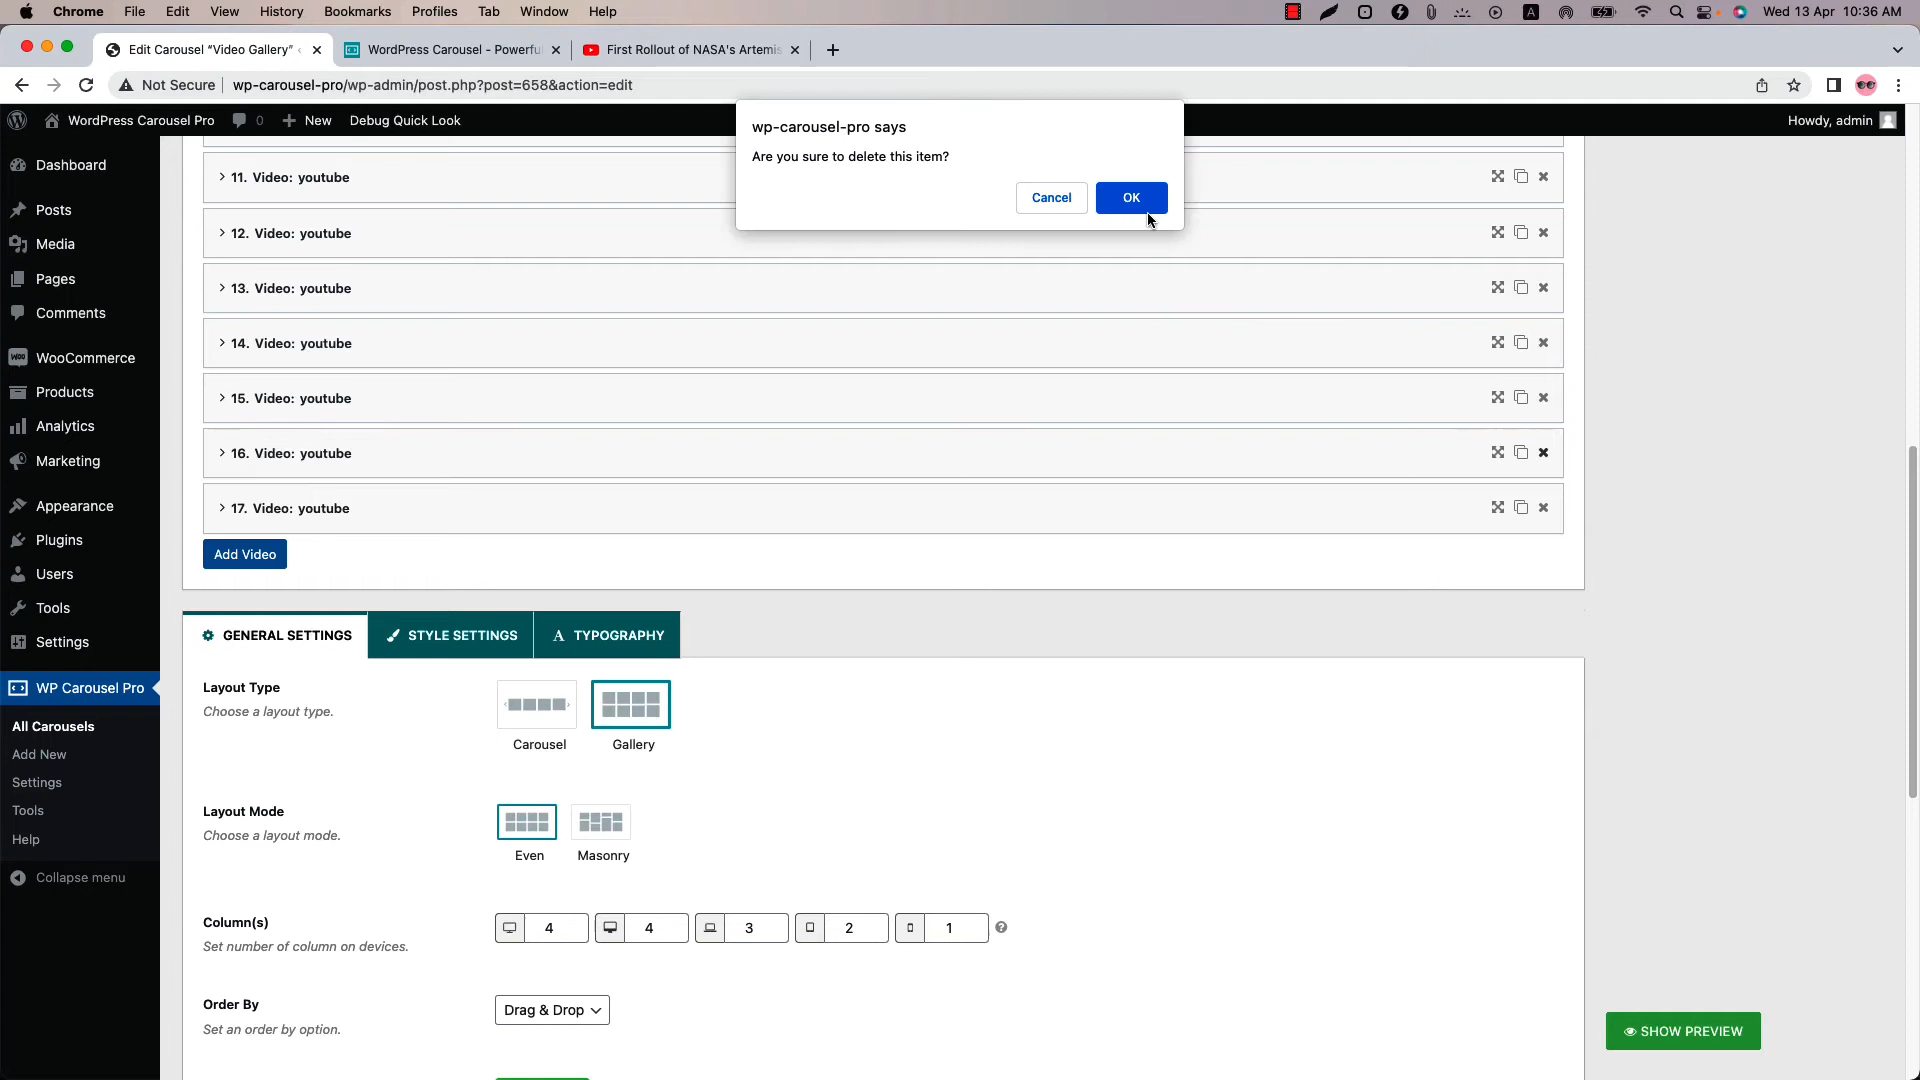 Chrome File Edit View History Bookmarks Profiles Tab Window Help
A Wed 13 Apr 10:36 AM
Edit Carousel "Video Gallery"
WordPress Carousel - Powerfu
First Rollout of NASA's Artemis
Not Secure wp-carousel-pro/wp-admin/post.php?post=658&action=edit
WordPress Carousel Pro 0 New Debug Quick Look
Howdy, admin
wp-carousel-pro says
Are you sure to delete this item?
Cancel
OK
Dashboard
Posts
Media
Pages
Comments
WooCommerce
Products
Analytics
Marketing
Appearance
Plugins
Users
Tools
Settings
WP Carousel Pro
All Carousels
Add New
Settings
Tools
Help
Collapse menu
11. Video: youtube
12. Video: youtube
13. Video: youtube
14. Video: youtube
15. Video: youtube
16. Video: youtube
17. Video: youtube
Add Video
GENERAL SETTINGS
STYLE SETTINGS
A TYPOGRAPHY
Layout Type
Choose a layout type.
Carousel
Gallery
Layout Mode
Choose a layout mode.
Even
Masonry
Column(s)
Set number of column on devices.
4 4 3 2 1
Order By
Set an order by option.
Drag & Drop
SHOW PREVIEW